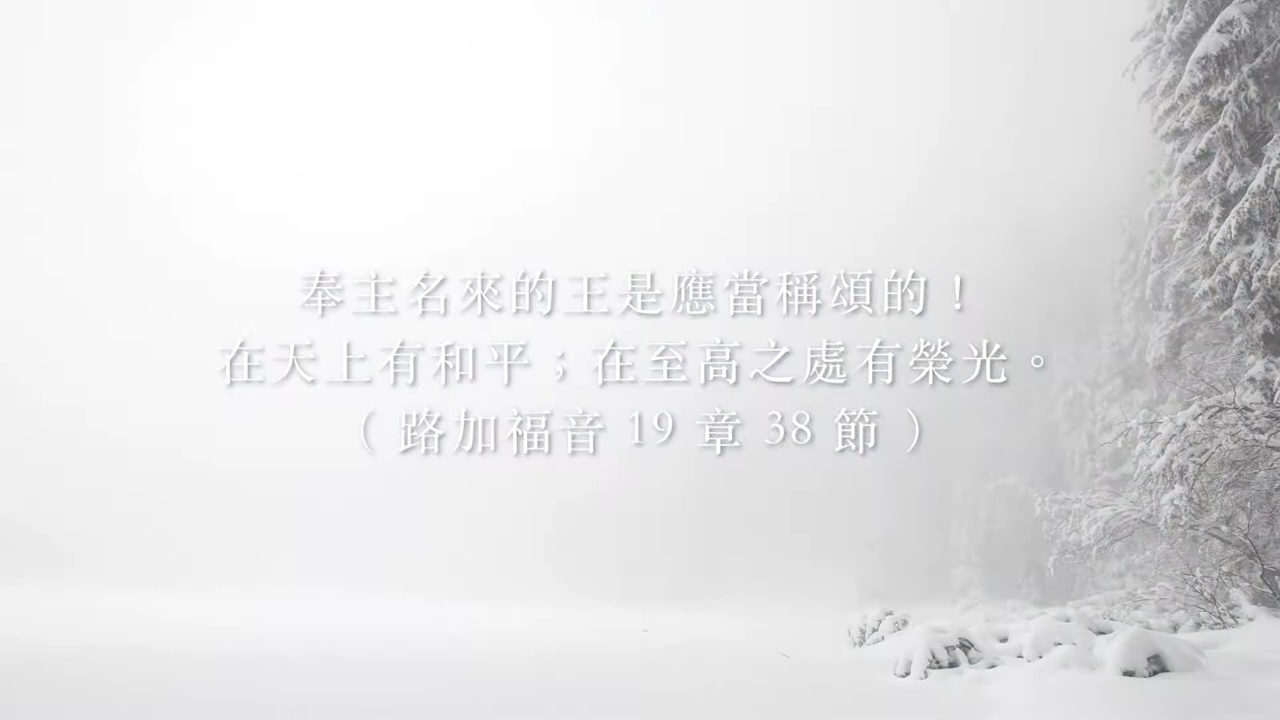 奉主名來的王是應當稱頌的！
在天上有和平；在至高之處有榮光。
（ 路加福音 19 章 38 節 ）